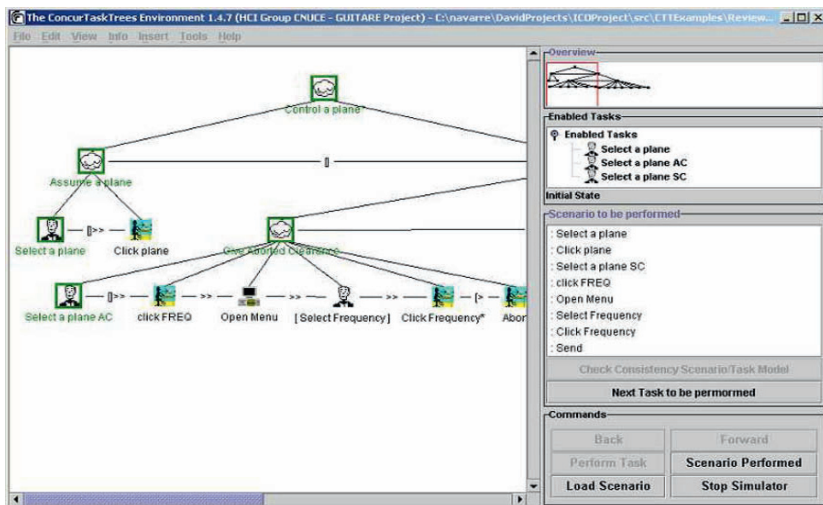 The ConcurTaskTrees Environment 1.4.7 (HCI Group CNUCE - GUITARE Project) - C:\navarre\DavidProjects\ICDProject\src\CTTExamples\Review...
File Edit View Info Insert Tools Help
Control a plane*
Assume a plane
[]
Select a plane
[]>>
Click plane
Give Aborted Clearance
Select a plane AC
[]>>
click FREQ
>>
Open Menu
>>
[Select Frequency]
>>
Click Frequency*
[>
Abor
Overview
Enabled Tasks
Enabled Tasks
Select a plane
Select a plane AC
Select a plane SC
Initial State
Scenario to be performed
: Select a plane
: Click plane
: Select a plane SC
: click FREQ
: Open Menu
: Select Frequency
: Click Frequency
: Send
Check Consistency Scenario/Task Model
Next Task to be permormed
Commands
Back Forward
Perform Task Scenario Performed
Load Scenario Stop Simulator